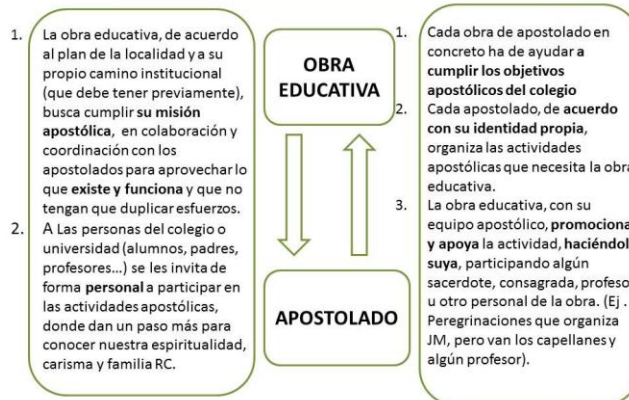 1. La obra educativa, de acuerdo
al plan de la localidad y a su
propio camino institucional
(que debe tener previamente),
busca cumplir su misión
apostólica, en colaboración y
coordinación con los
apostolados para aprovechar lo
que existe y funciona y que no
tengan que duplicar esfuerzos.
2. A Las personas del colegio o
universidad (alumnos, padres,
profesores...) se les invita de
forma personal a participar en
las actividades apostólicas,
donde dan un paso más para
conocer nuestra espiritualidad,
carisma y familia RC.
OBRA
EDUCATIVA
APOSTOLADO
1. Cada obra de apostolado en
concreto ha de ayudar a
cumplir los objetivos
apostólicos del colegio
2. Cada apostolado, de acuerdo
con su identidad propia,
organiza las actividades
apostólicas que necesita la obra
educativa.
3. La obra educativa, con su
equipo apostólico, promociona
y apoya la actividad, haciéndol
suya, participando algún
sacerdote, consagrada, profeso
u otro personal de la obra. (Ej .
Peregrinaciones que organiza
JM, pero van los capellanes y
algún profesor).